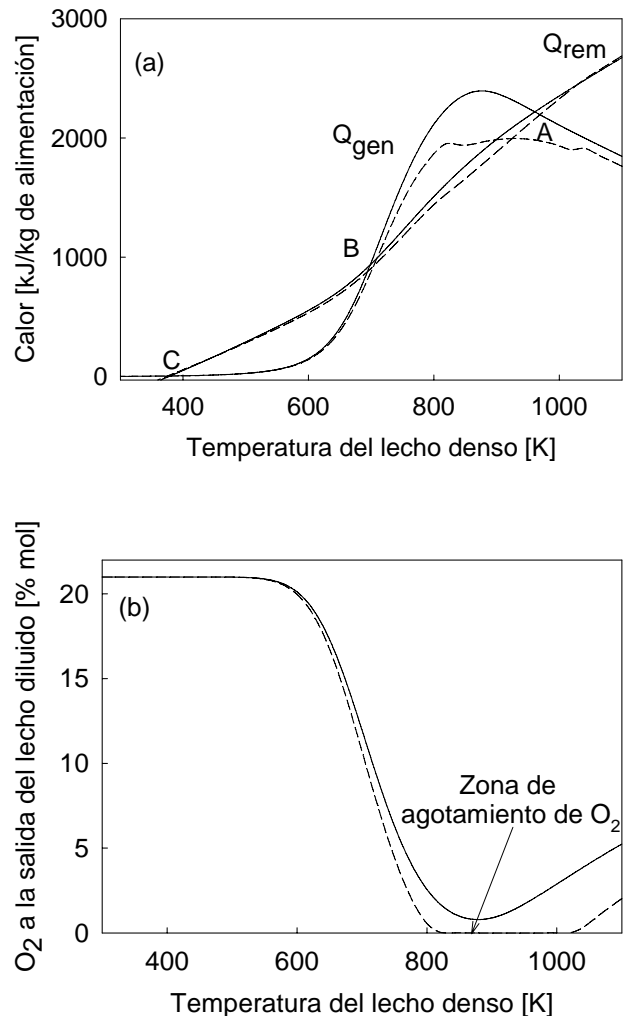 3000
(a)
Q_rem
2000
Q_gen
A
B
1000
C
0
400 600 800 1000
Calor [kJ/kg de alimentación]
Temperatura del lecho denso [K]
20
(b)
15
10
Zona de
agotamiento de O₂
5
0
400 600 800 1000
O₂ a la salida del lecho diluido [% mol]
Temperatura del lecho denso [K]